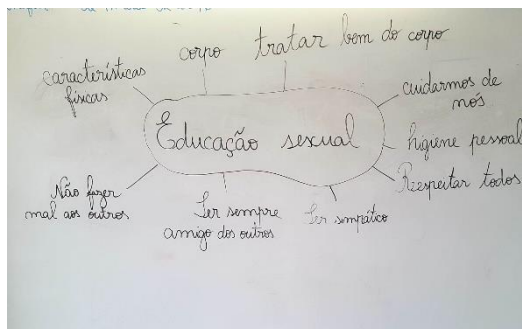 corpo
tratar bem do corpo
características
físicas
cuidarmos de
nós
Educação sexual
higiene pessoal
Respeitar todos
Não fazer
mal aos outros
Ser sempre
amigo dos outros
Ser simpático